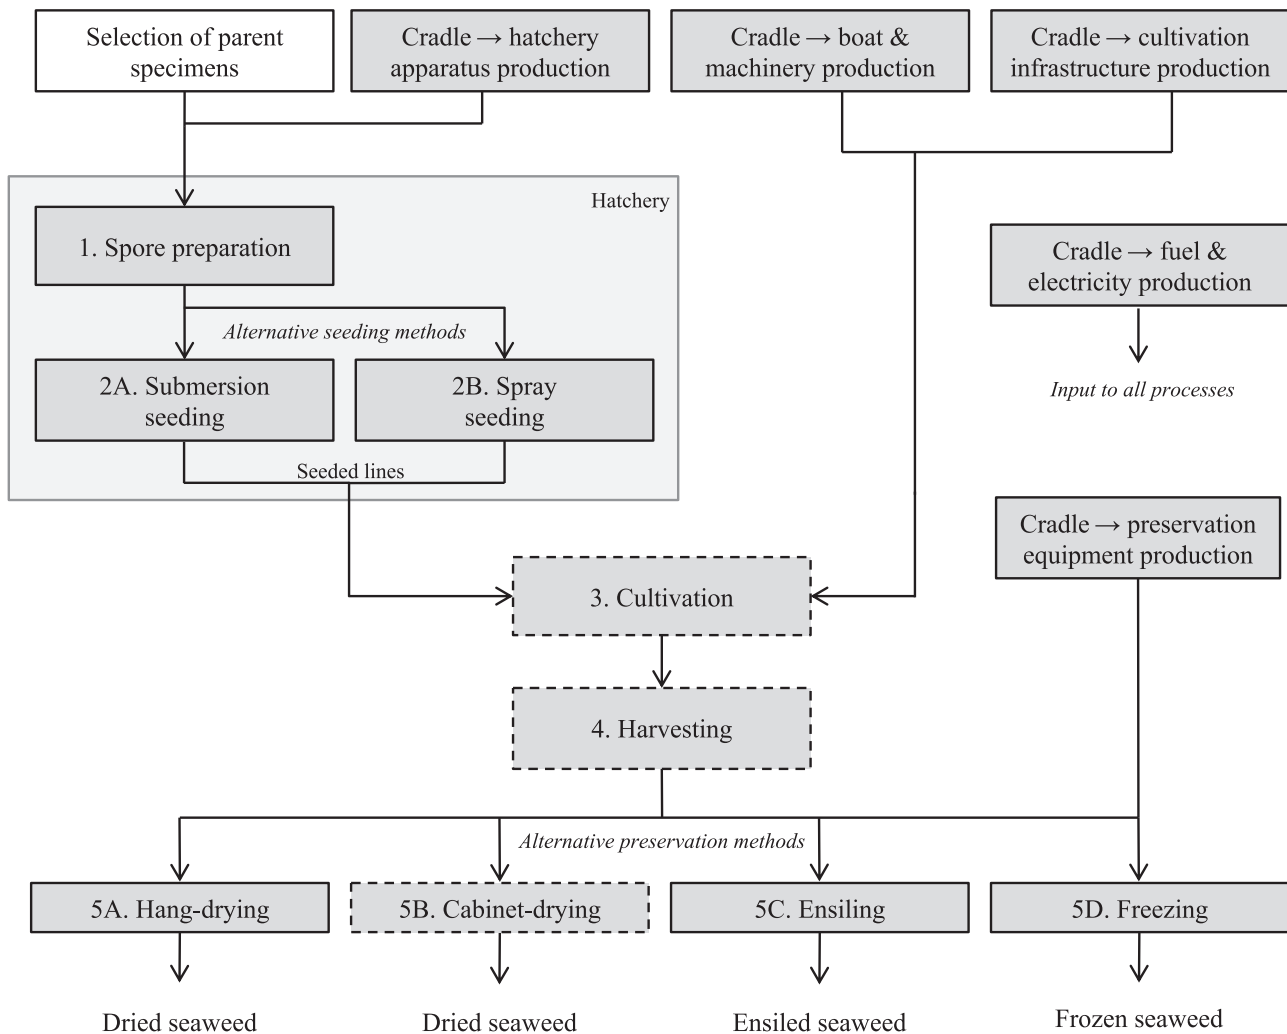 Selection of parent
specimens
Cradle → hatchery
apparatus production
Cradle → boat &
machinery production
Cradle → cultivation
infrastructure production
Hatchery
1. Spore preparation
Cradle → fuel &
electricity production
Alternative seeding methods
2A. Submersion
seeding
2B. Spray
seeding
Input to all processes
Seeded lines
Cradle → preservation
equipment production
3. Cultivation
4. Harvesting
Alternative preservation methods
5A. Hang-drying
5B. Cabinet-drying
5C. Ensiling
5D. Freezing
Dried seaweed
Dried seaweed
Ensiled seaweed
Frozen seaweed